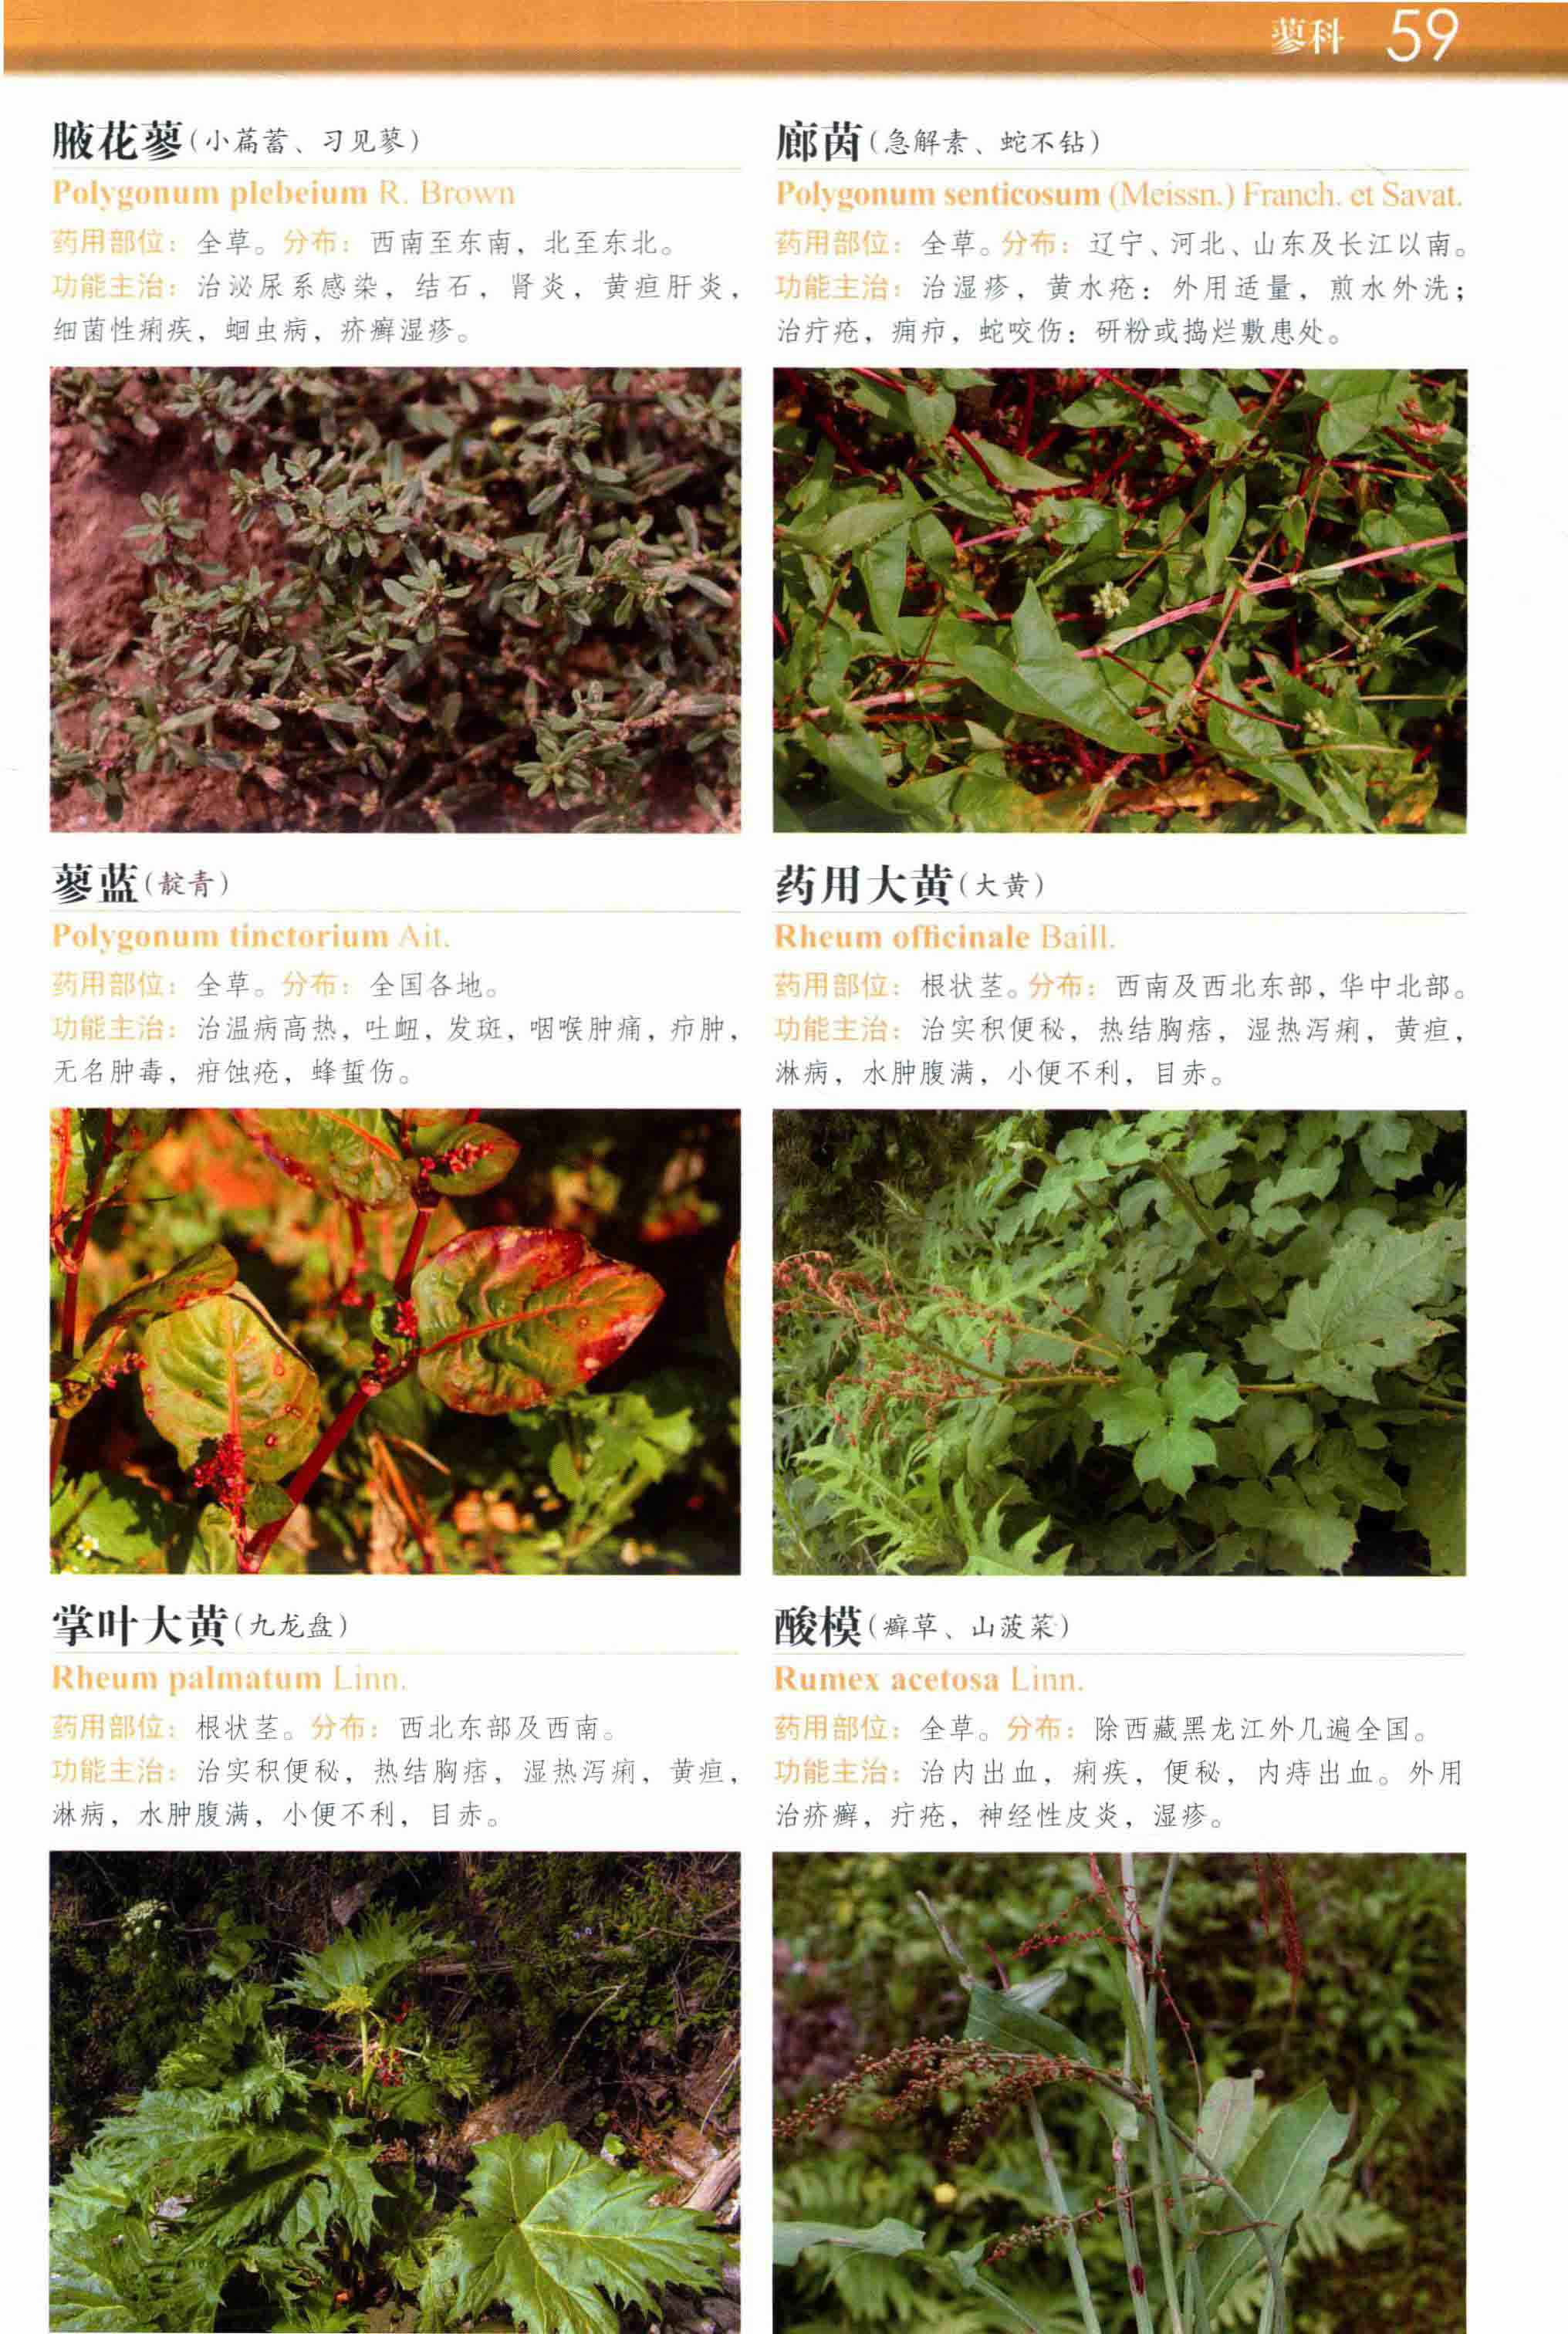 蓼科 59
腋花蓼(小萹蓄、习见蓼)
Polygonum plebeium R. Brown
药用部位：全草。分布：西南至东南，北至东北。
功能主治：治泌尿系感染，结石，肾炎，黄疸肝炎，
细菌性痢疾，蛔虫病，疥癣湿疹。
廊茵(急解素、蛇不钻)
Polygonum senticosum (Meissn.) Franch. et Savat.
药用部位：全草。分布：辽宁、河北、山东及长江以南。
功能主治：治湿疹，黄水疮：外用适量，煎水外洗；
治疔疮，痈疖，蛇咬伤：研粉或捣烂敷患处。
蓼蓝(靛青)
Polygonum tinctorium Ait.
药用部位：全草。分布：全国各地。
功能主治：治温病高热，吐衄，发斑，咽喉肿痛，疖肿，
无名肿毒，疳蚀疮，蜂蜇伤。
药用大黄(大黄)
Rheum officinale Baill.
药用部位：根状茎。分布：西南及西北东部，华中北部。
功能主治：治实积便秘，热结胸痞，湿热泻痢，黄疸，
淋病，水肿腹满，小便不利，目赤。
掌叶大黄(九龙盘)
Rheum palmatum Linn.
药用部位：根状茎。分布：西北东部及西南。
功能主治：治实积便秘，热结胸痞，湿热泻痢，黄疸，
淋病，水肿腹满，小便不利，目赤。
酸模(癣草、山菠菜)
Rumex acetosa Linn.
药用部位：全草。分布：除西藏黑龙江外几遍全国。
功能主治：治内出血，痢疾，便秘，内痔出血。外用
治疥癣，疔疮，神经性皮炎，湿疹。